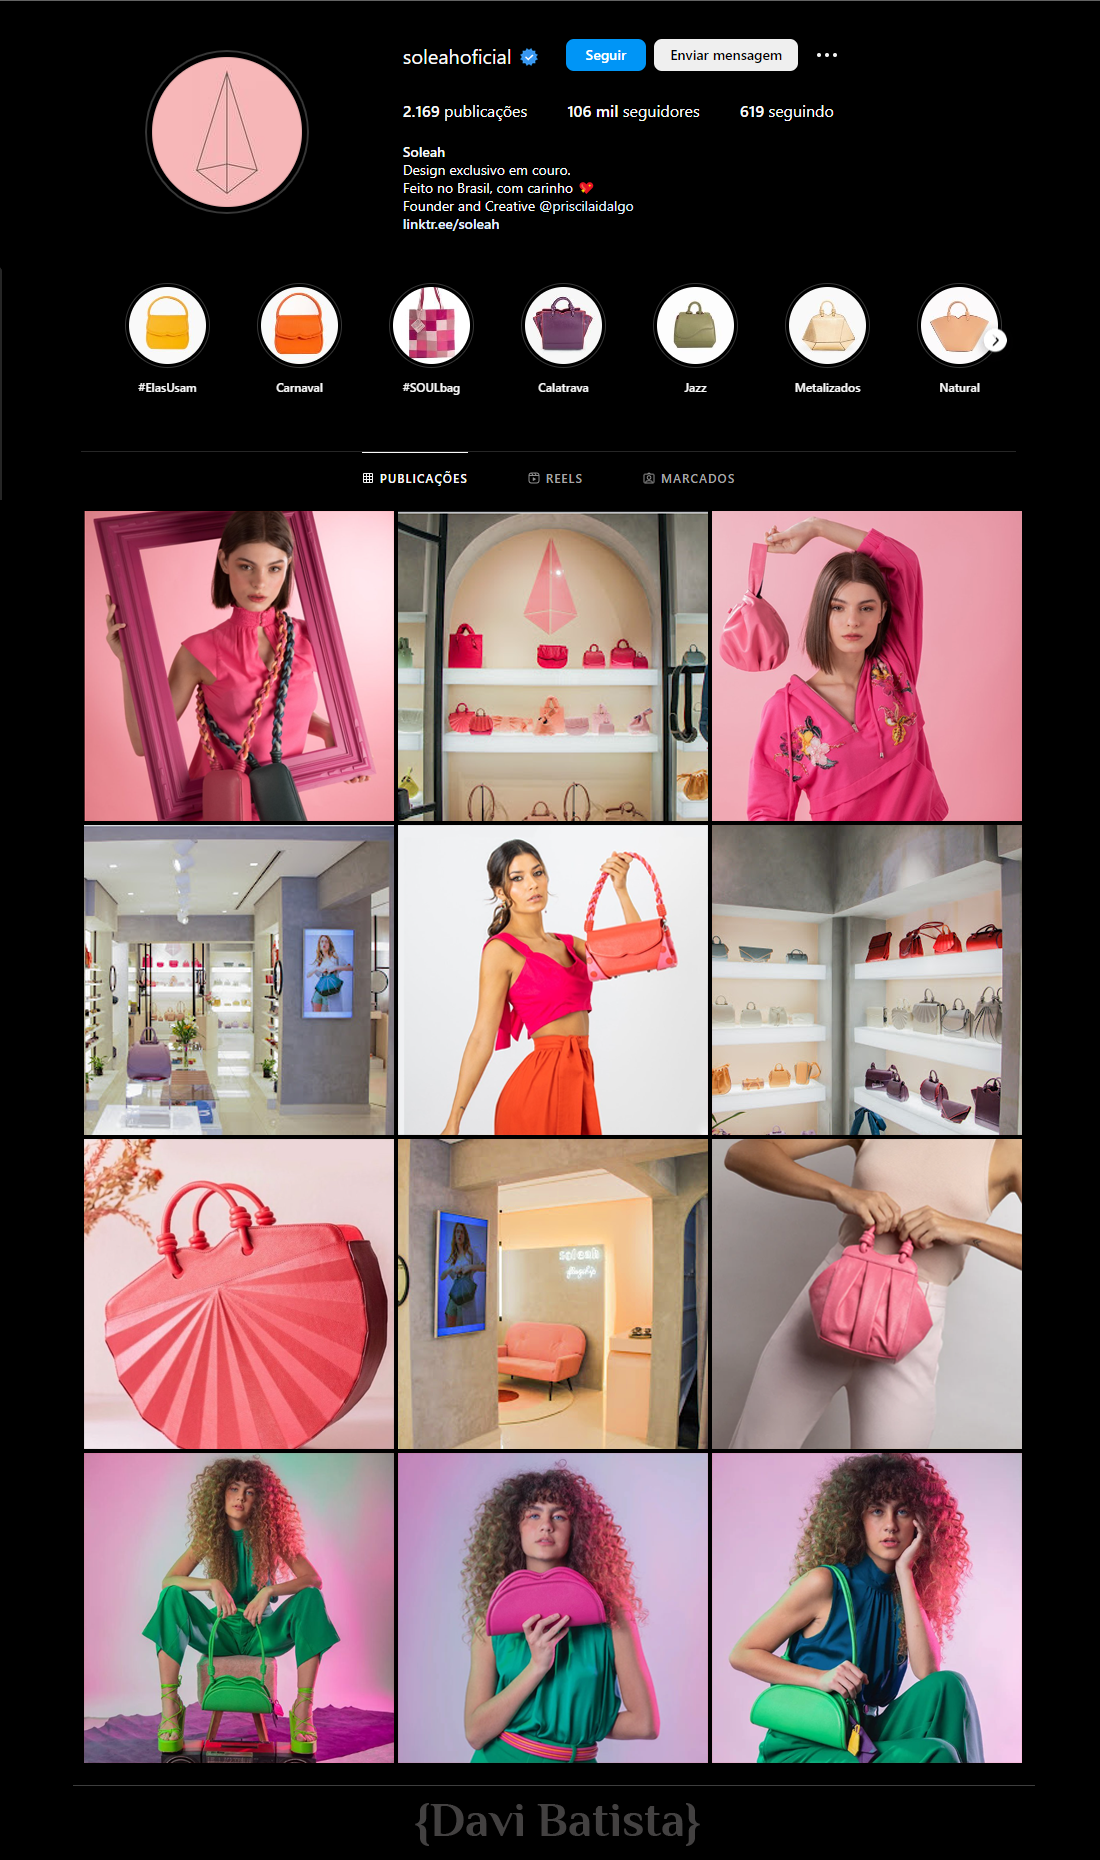 soleahoficial
Seguir
Enviar mensagem
2.169 publicações
106 mil seguidores
619 seguindo
Soleah
Design exclusivo em couro.
Feito no Brasil, com carinho 💖
Founder and Creative @priscilaidalgo
linktr.ee/soleah
#ElasUsam
Carnaval
#SOULbag
Calatrava
Jazz
Metalizados
Natural
PUBLICAÇÕES
REELS
MARCADOS
soleah
flagship
{Davi Batista}